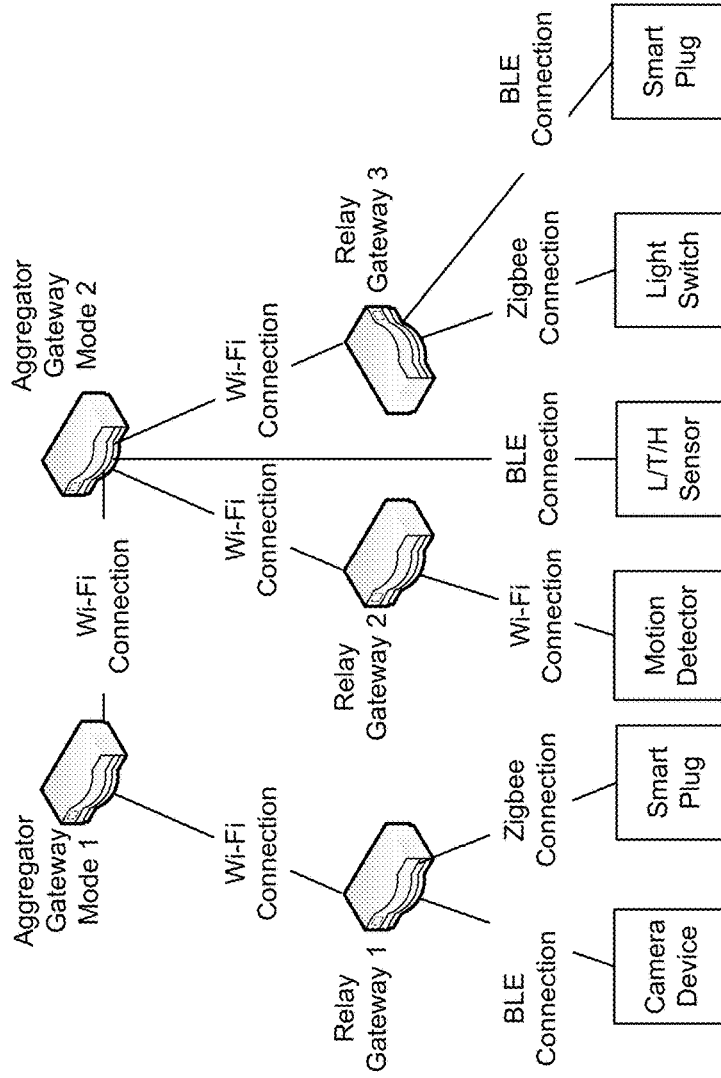 Aggregator
Gateway
Mode 1
Wi-Fi
Connection
Aggregator
Gateway
Mode 2
Wi-Fi
Connection
Wi-Fi
Connection
Wi-Fi
Connection
Relay
Gateway 1
Relay
Gateway 2
Relay
Gateway 3
BLE
Connection
Zigbee
Connection
Wi-Fi
Connection
BLE
Connection
Zigbee
Connection
BLE
Connection
Camera
Device
Smart
Plug
Motion
Detector
L/T/H
Sensor
Light
Switch
Smart
Plug